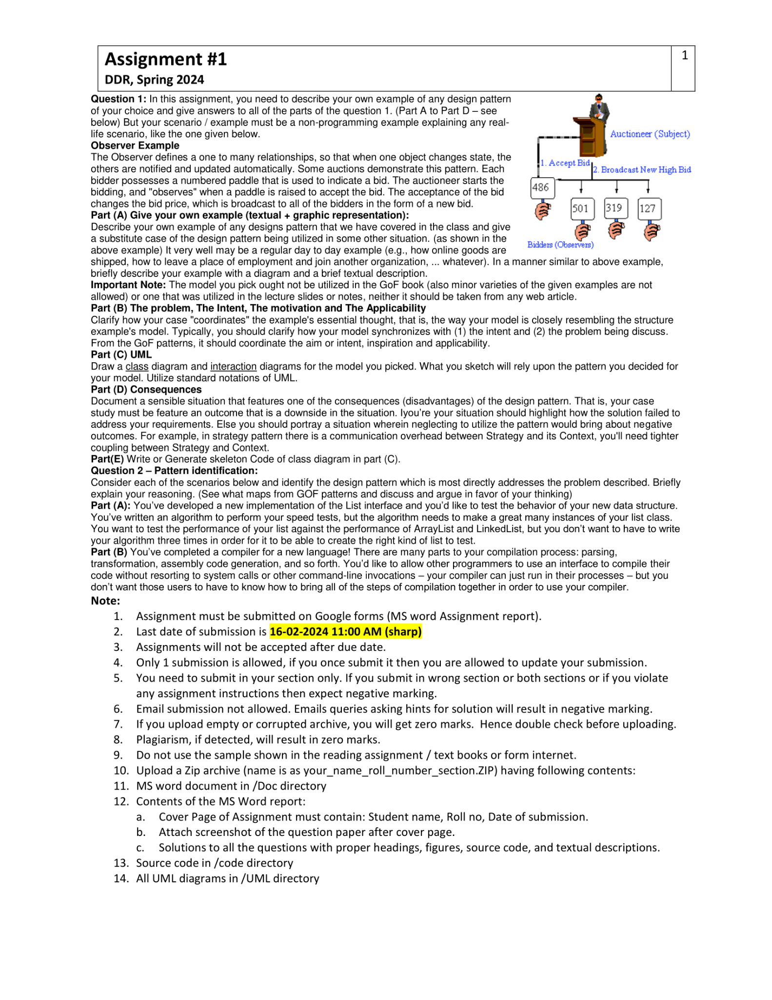 Assignment #1
DDR, Spring 2024
1
Question 1: In this assignment, you need to describe your own example of any design pattern
of your choice and give answers to all of the parts of the question 1. (Part A to Part D – see
below) But your scenario / example must be a non-programming example explaining any real-
life scenario, like the one given below.
Observer Example
The Observer defines a one to many relationships, so that when one object changes state, the
others are notified and updated automatically. Some auctions demonstrate this pattern. Each
bidder possesses a numbered paddle that is used to indicate a bid. The auctioneer starts the
bidding, and "observes" when a paddle is raised to accept the bid. The acceptance of the bid
changes the bid price, which is broadcast to all of the bidders in the form of a new bid.
Auctioneer (Subject)
1. Accept Bid
2. Broadcast New High Bid
486
501
319
127
Bidders (Observers)
Part (A) Give your own example (textual + graphic representation):
Describe your own example of any designs pattern that we have covered in the class and give
a substitute case of the design pattern being utilized in some other situation. (as shown in the
above example) It very well may be a regular day to day example (e.g., how online goods are
shipped, how to leave a place of employment and join another organization, ... whatever). In a manner similar to above example,
briefly describe your example with a diagram and a brief textual description.
Important Note: The model you pick ought not be utilized in the GoF book (also minor varieties of the given examples are not
allowed) or one that was utilized in the lecture slides or notes, neither it should be taken from any web article.
Part (B) The problem, The Intent, The motivation and The Applicability
Clarify how your case "coordinates" the example's essential thought, that is, the way your model is closely resembling the structure
example's model. Typically, you should clarify how your model synchronizes with (1) the intent and (2) the problem being discuss.
From the GoF patterns, it should coordinate the aim or intent, inspiration and applicability.
Part (C) UML
Draw a class diagram and interaction diagrams for the model you picked. What you sketch will rely upon the pattern you decided for
your model. Utilize standard notations of UML.
Part (D) Consequences
Document a sensible situation that features one of the consequences (disadvantages) of the design pattern. That is, your case
study must be feature an outcome that is a downside in the situation. Iyou're your situation should highlight how the solution failed to
address your requirements. Else you should portray a situation wherein neglecting to utilize the pattern would bring about negative
outcomes. For example, in strategy pattern there is a communication overhead between Strategy and its Context, you'll need tighter
coupling between Strategy and Context.
Part(E) Write or Generate skeleton Code of class diagram in part (C).
Question 2 – Pattern identification:
Consider each of the scenarios below and identify the design pattern which is most directly addresses the problem described. Briefly
explain your reasoning. (See what maps from GOF patterns and discuss and argue in favor of your thinking)
Part (A): You've developed a new implementation of the List interface and you'd like to test the behavior of your new data structure.
You've written an algorithm to perform your speed tests, but the algorithm needs to make a great many instances of your list class.
You want to test the performance of your list against the performance of ArrayList and LinkedList, but you don't want to have to write
your algorithm three times in order for it to be able to create the right kind of list to test.
Part (B) You've completed a compiler for a new language! There are many parts to your compilation process: parsing,
transformation, assembly code generation, and so forth. You'd like to allow other programmers to use an interface to compile their
code without resorting to system calls or other command-line invocations – your compiler can just run in their processes – but you
don't want those users to have to know how to bring all of the steps of compilation together in order to use your compiler.
Note:
1. Assignment must be submitted on Google forms (MS word Assignment report).
2. Last date of submission is 16-02-2024 11:00 AM (sharp)
3. Assignments will not be accepted after due date.
4. Only 1 submission is allowed, if you once submit it then you are allowed to update your submission.
5. You need to submit in your section only. If you submit in wrong section or both sections or if you violate
any assignment instructions then expect negative marking.
6. Email submission not allowed. Emails queries asking hints for solution will result in negative marking.
7. If you upload empty or corrupted archive, you will get zero marks.  Hence double check before uploading.
8. Plagiarism, if detected, will result in zero marks.
9. Do not use the sample shown in the reading assignment / text books or form internet.
10. Upload a Zip archive (name is as your_name_roll_number_section.ZIP) having following contents:
11. MS word document in /Doc directory
12. Contents of the MS Word report:
a. Cover Page of Assignment must contain: Student name, Roll no, Date of submission.
b. Attach screenshot of the question paper after cover page.
c. Solutions to all the questions with proper headings, figures, source code, and textual descriptions.
13. Source code in /code directory
14. All UML diagrams in /UML directory